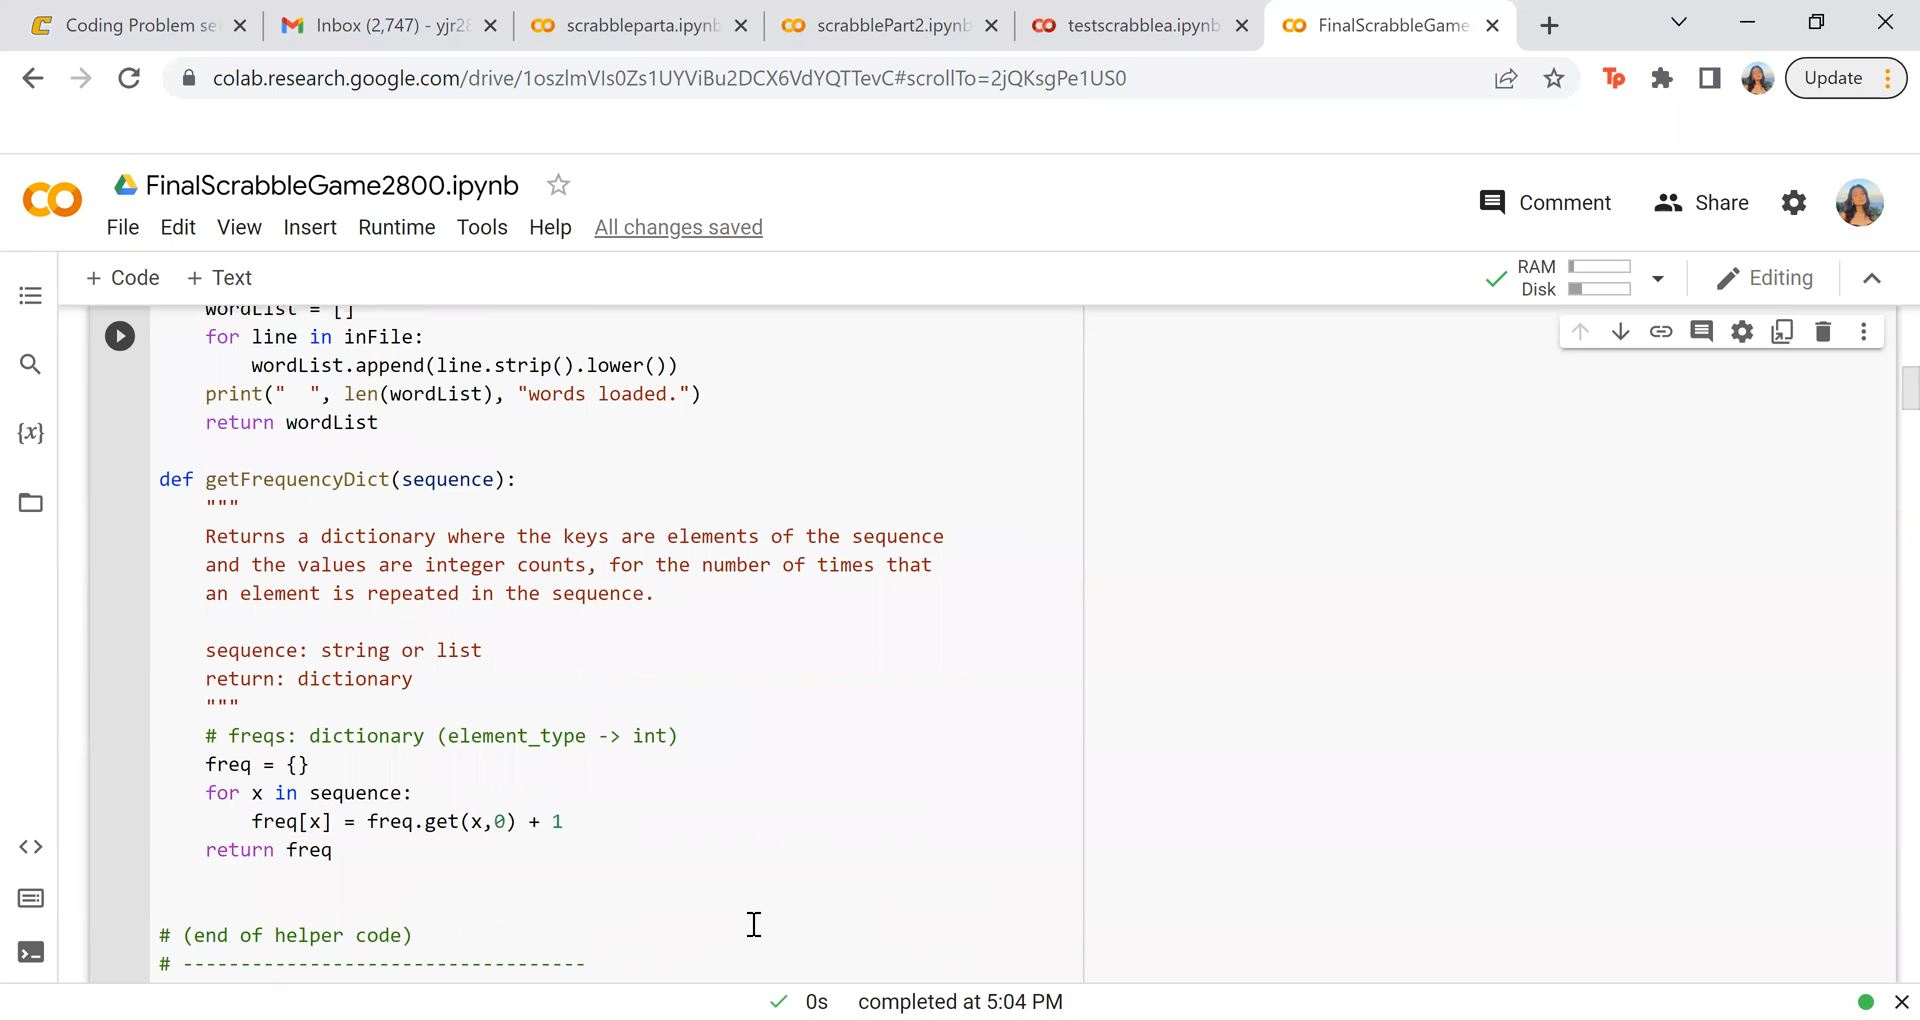 Coding Problem se
Inbox (2,747) - yjr28
scrabbleparta.ipynb
scrabblePart2.ipynb
testscrabblea.ipynb
FinalScrabbleGame
colab.research.google.com/drive/1oszlmVIs0Zs1UYViBu2DCX6VdYQTTevC#scrollTo=2jQKsgPe1US0
Tp
Update
FinalScrabbleGame2800.ipynb
Comment
Share
File Edit View Insert Runtime Tools Help All changes saved
+ Code + Text
RAM
Disk
Editing
wordList = []
for line in inFile:
wordList.append(line.strip().lower())
print("  ", len(wordList), "words loaded.")
return wordList
{x}
def getFrequencyDict(sequence):
"""
Returns a dictionary where the keys are elements of the sequence
and the values are integer counts, for the number of times that
an element is repeated in the sequence.
sequence: string or list
return: dictionary
"""
# freqs: dictionary (element_type -> int)
freq = {}
for x in sequence:
freq[x] = freq.get(x,0) + 1
return freq
# (end of helper code)
# -----------------------------------
0s completed at 5:04 PM